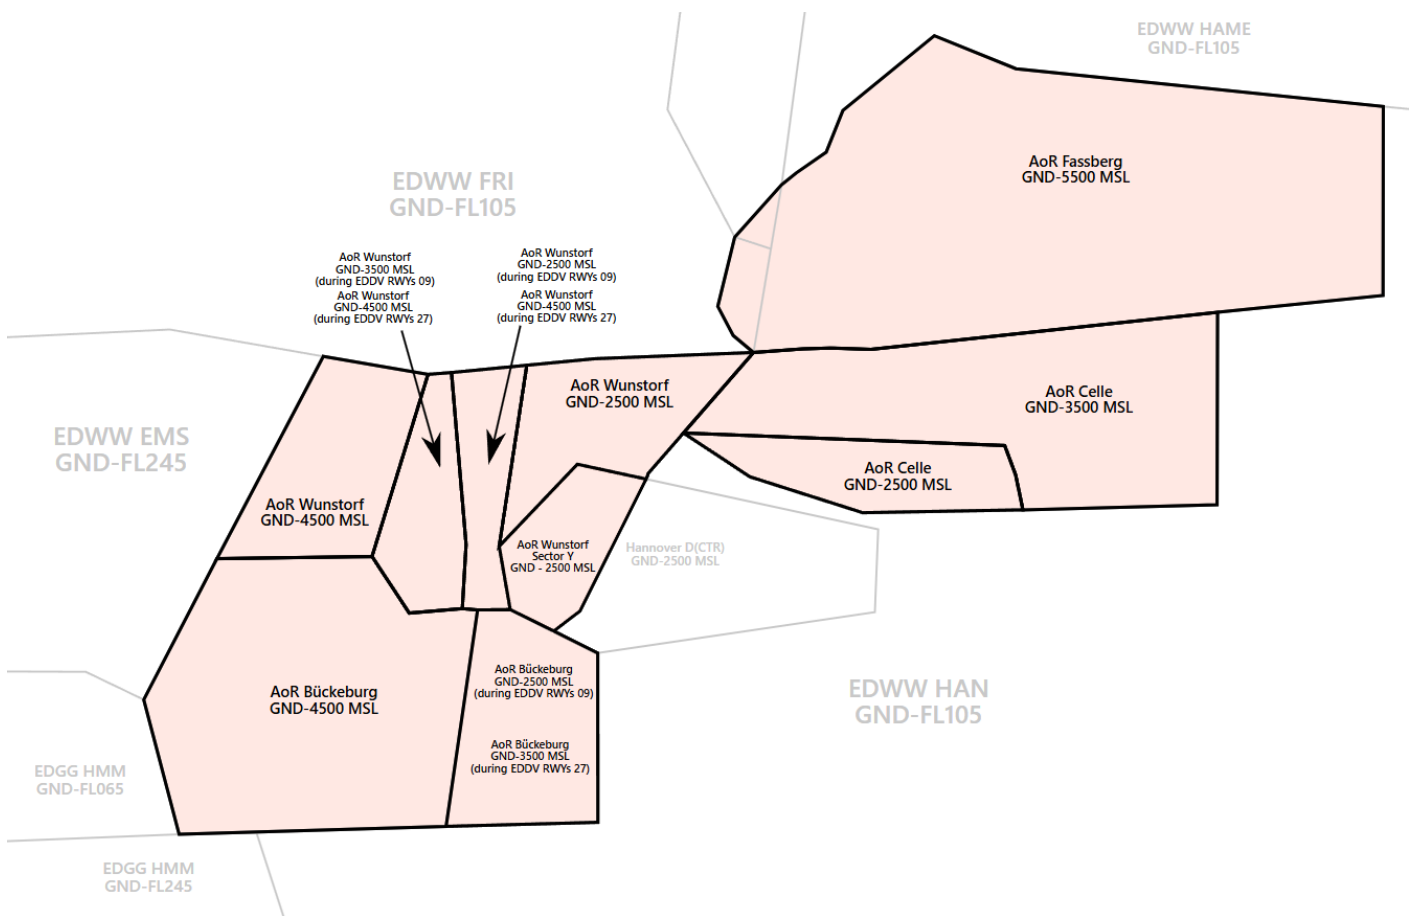 EDWW HAME
GND-FL105
AoR Fassberg
GND-5500 MSL
EDWW FRI
GND-FL105
AoR Wunstorf
GND-3500 MSL
(during EDDV RWYs 09)
AoR Wunstorf
GND-4500 MSL
(during EDDV RWYs 27)
AoR Wunstorf
GND-2500 MSL
(during EDDV RWYs 09)
AoR Wunstorf
GND-4500 MSL
(during EDDV RWYs 27)
AoR Wunstorf
GND-2500 MSL
AoR Celle
GND-3500 MSL
EDWW EMS
GND-FL245
AoR Celle
GND-2500 MSL
AoR Wunstorf
GND-4500 MSL
AoR Wunstorf
Sector Y
GND - 2500 MSL
Hannover D(CTR)
GND-2500 MSL
AoR Bückeburg
GND-4500 MSL
AoR Bückeburg
GND-2500 MSL
(during EDDV RWYs 09)
AoR Bückeburg
GND-3500 MSL
(during EDDV RWYs 27)
EDWW HAN
GND-FL105
EDGG HMM
GND-FL065
EDGG HMM
GND-FL245